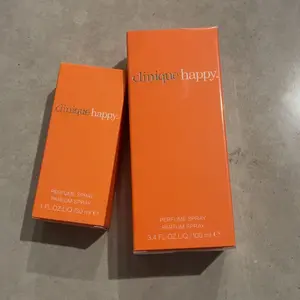 clinique happy.
PERFUME SPRAY
PARFUM SPRAY
1 FL.OZ.LIQ./30 ml ℮
clinique happy.
PERFUME SPRAY
PARFUM SPRAY
3.4 FL.OZ.LIQ./100 ml ℮